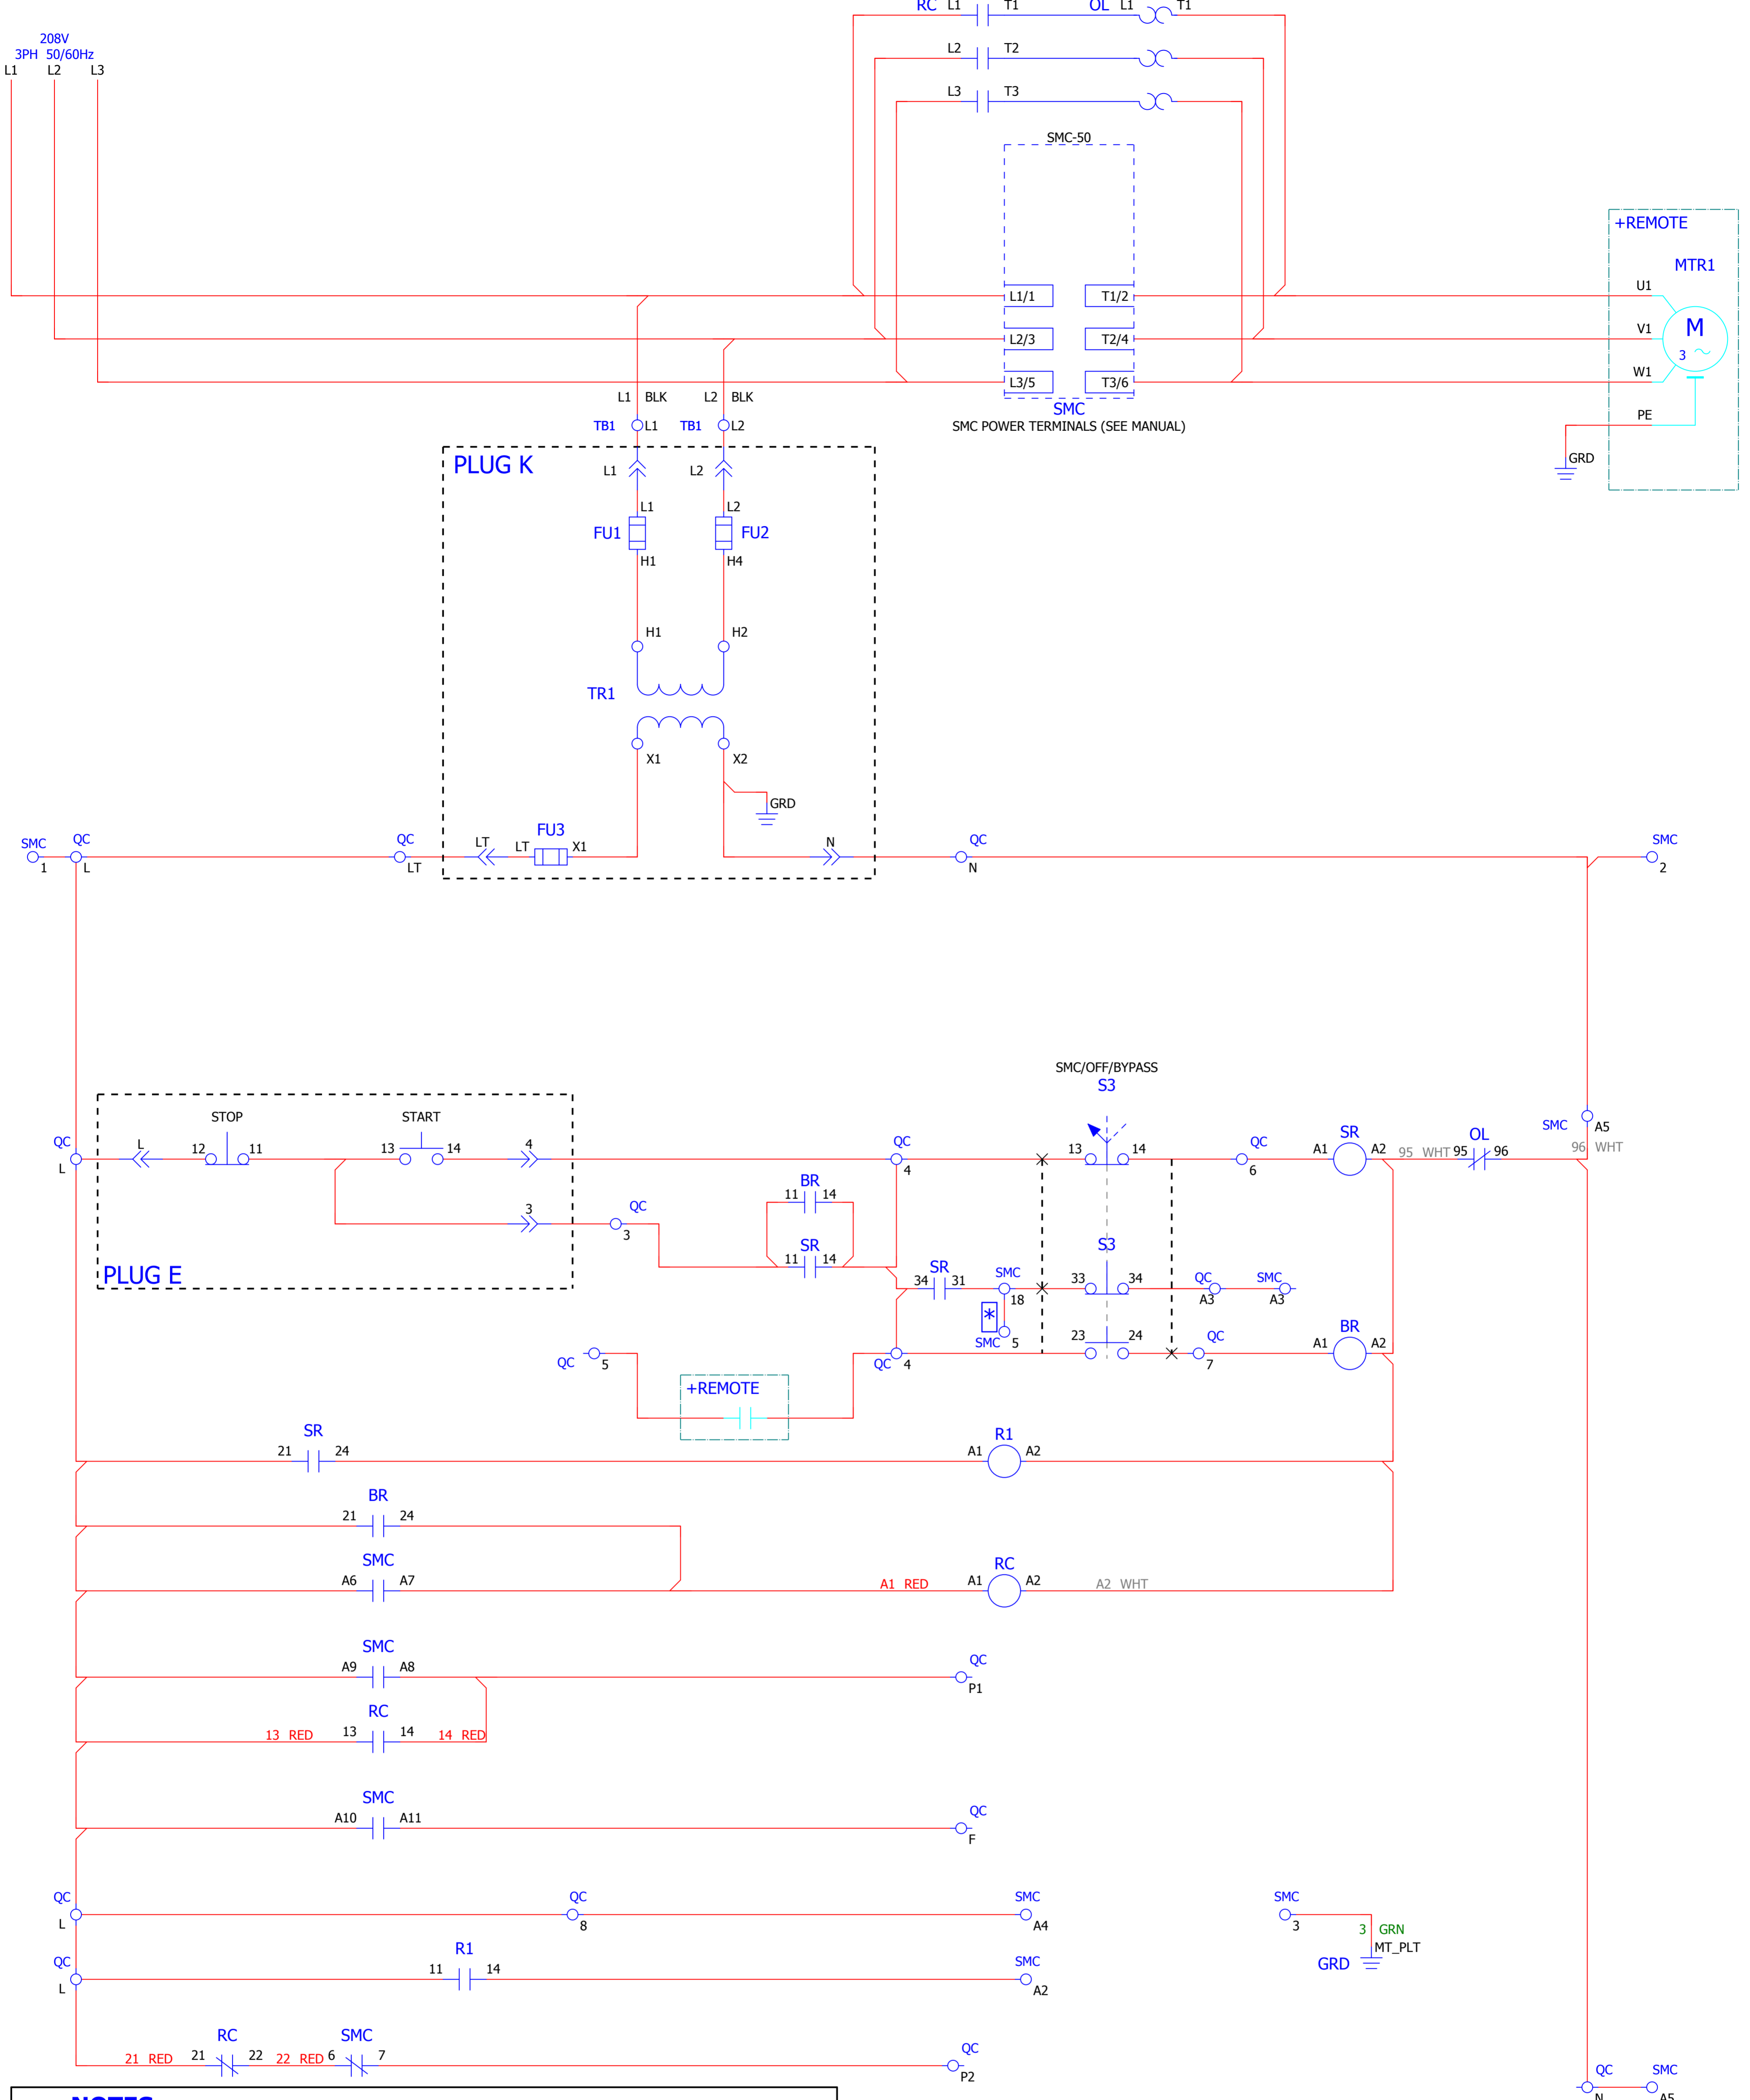 RC L1 T1 OL L1 T1
208V
3PH 50/60Hz
L1 L2 L3
L2 T2
L3 T3
SMC-50
+REMOTE
MTR1
U1
L1/1 T1/2
V1
M
3
L2/3 T2/4
W1
L3/5 T3/6
L1 BLK L2 BLK
SMC
PE
TB1 L1 TB1 L2
SMC POWER TERMINALS (SEE MANUAL)
PLUG K
GRD
L1 L2
L1 L2
FU1 FU2
H1 H4
H1 H2
TR1
X1 X2
GRD
FU3
SMC QC QC LT LT X1 N QC SMC
1 L LT N 2
SMC/OFF/BYPASS
S3
STOP START
SMC A5
QC L 12 11 13 14 4 QC 13 14 QC SR OL
L 4 6 A1 A2 95 WHT 95 96 96 WHT
BR
11 14
3 QC
3
SR
11 14
S3
PLUG E
SR
34 31 SMC 33 34 QC SMC
18 A3 A3
*
SMC 5
23 24 QC BR
QC 5 QC 4 7 A1 A2
+REMOTE
SR R1
21 24 A1 A2
BR
21 24
SMC RC
A6 A7 A1 RED A1 A2 A2 WHT
SMC
A9 A8 QC
P1
RC
13 RED 13 14 14 RED
SMC
A10 A11 QC
F
QC QC SMC SMC
L 8 A4 3
3 GRN
MT_PLT
GRD
QC R1 SMC
L 11 14 A2
RC SMC
21 RED 21 22 22 RED 6 7 QC
P2
QC SMC
N A5
NOTES